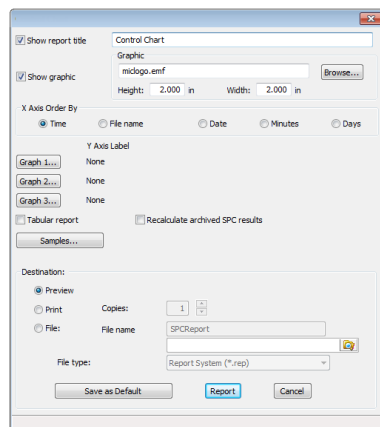 Show report title Control Chart
Graphic
Show graphic miclogo.emf Browse...
Height: 2.000 in Width: 2.000 in
X Axis Order By
Time File name Date Minutes Days
Y Axis Label
Graph 1... None
Graph 2... None
Graph 3... None
Tabular report Recalculate archived SPC results
Samples...
Destination:
Preview
Print Copies: 1
File: File name SPCReport
File type: Report System (*.rep)
Save as Default Report Cancel